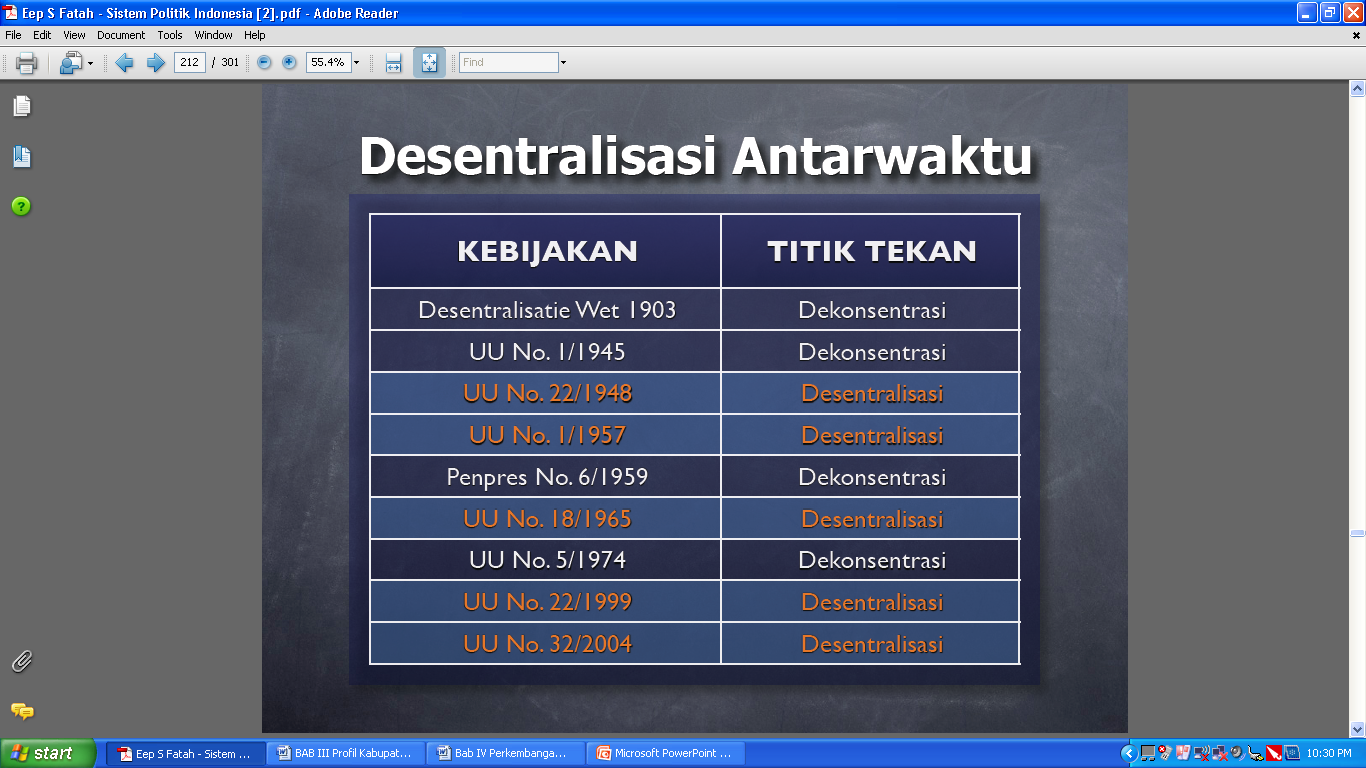 Eep S Fatah - Sistem Politik Indonesia [2].pdf - Adobe Reader
File Edit View Document Tools Window Help
212 / 301 55.4% Find
Desentralisasi Antarwaktu
KEBIJAKAN TITIK TEKAN
Desentralisatie Wet 1903 Dekonsentrasi
UU No. 1/1945 Dekonsentrasi
UU No. 22/1948 Desentralisasi
UU No. 1/1957 Desentralisasi
Penpres No. 6/1959 Dekonsentrasi
UU No. 18/1965 Desentralisasi
UU No. 5/1974 Dekonsentrasi
UU No. 22/1999 Desentralisasi
UU No. 32/2004 Desentralisasi
start Eep S Fatah - Sistem ... BAB III Profil Kabupat... Bab IV Perkembanga... Microsoft PowerPoint ... 10:30 PM